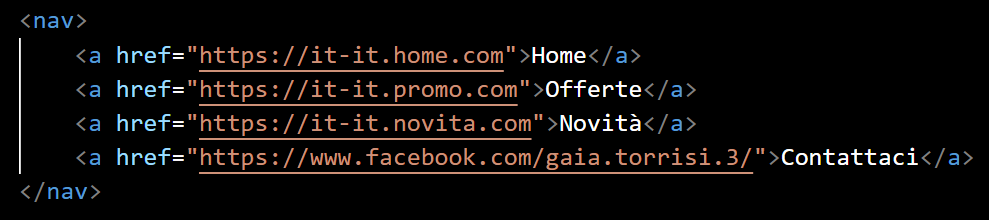 <nav>
<a href="https://it-it.home.com">Home</a>
<a href="https://it-it.promo.com">Offerte</a>
<a href="https://it-it.novita.com">Novità</a>
<a href="https://www.facebook.com/gaia.torrisi.3/">Contattaci</a>
</nav>